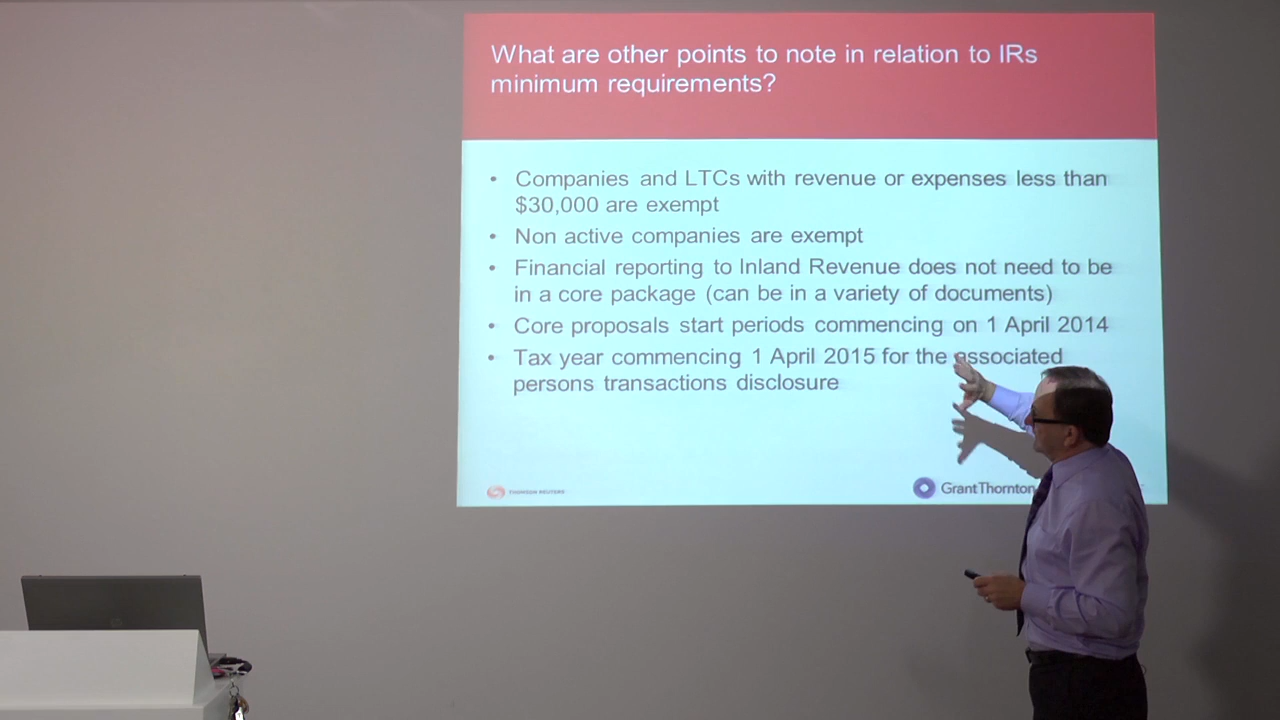 What are other points to note in relation to IRs
minimum requirements?
• Companies and LTCs with revenue or expenses less than
$30,000 are exempt
• Non active companies are exempt
• Financial reporting to Inland Revenue does not need to be
in a core package (can be in a variety of documents)
• Core proposals start periods commencing on 1 April 2014
• Tax year commencing 1 April 2015 for the associated
persons transactions disclosure
THOMSON REUTERS
GrantThornton